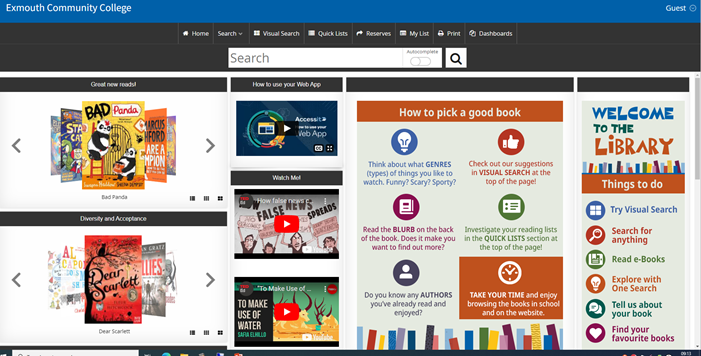 Exmouth Community College
Guest
Home
Search
Visual Search
Quick Lists
Reserves
My List
Print
Dashboards
Search
Autocomplete
Great new reads!
BAD
Panda
MARCUS
Bad Panda
Diversity and Acceptance
Dear
Scarlett
Dear Scarlett
How to use your Web App
Accessit
How to use your
Web App
Watch Me!
How false news c...
FALSE NEWS
SPREADS
"To Make Use of ...
TO MAKE
USE OF
WATER
SAFIA ELHILLO
How to pick a good book
Think about what GENRES
(types) of things you like to
watch. Funny? Scary? Sporty?
Check out our suggestions
in VISUAL SEARCH at the
top of the page!
Read the BLURB on the back
of the book. Does it make you
want to find out more?
Investigate your reading lists
in the QUICK LISTS section at
the top of the page!
Do you know any AUTHORS
you've already read and
enjoyed?
TAKE YOUR TIME and enjoy
browsing the books in school
and on the website.
WELCOME
TO THE
LIBRARY
Things to do
Try Visual Search
Search for
anything
Read e-Books
Explore with
One Search
Tell us about
your book
Find your
favourite books
09:13